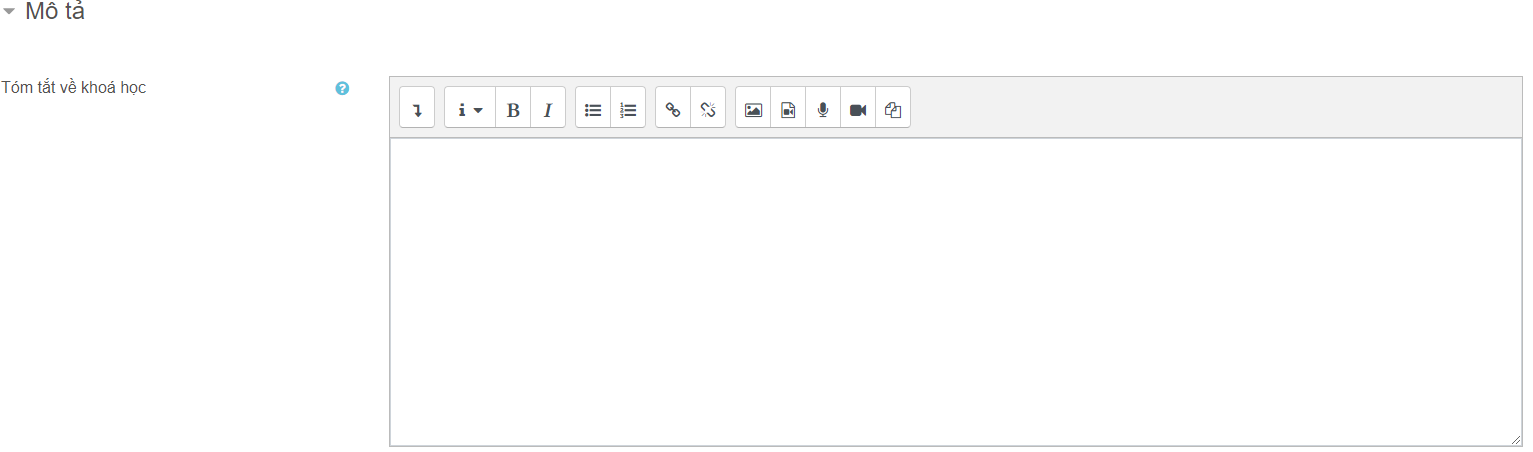 Mô tả
Tóm tắt về khoá học
B I